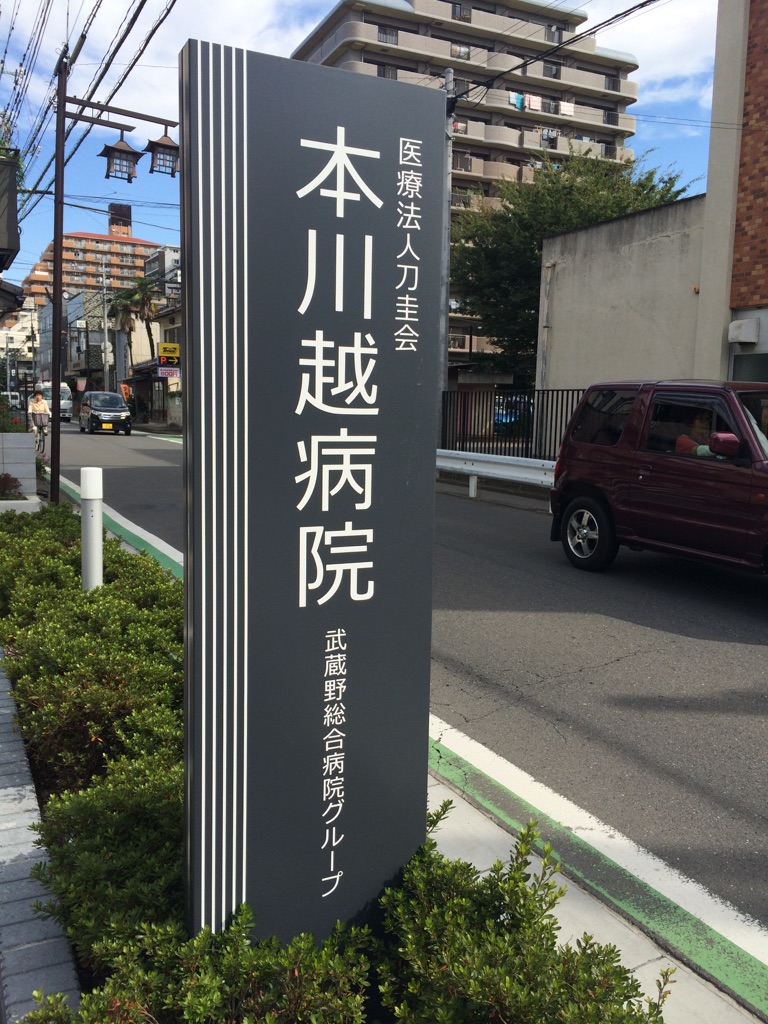 医療法人刀圭会
本川越病院
武蔵野総合病院グループ
P